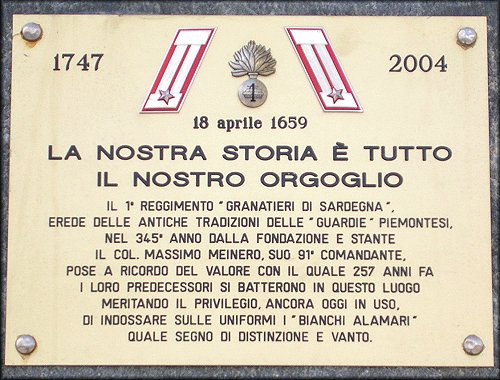 1747 2004
1
18 aprile 1659
LA NOSTRA STORIA È TUTTO
IL NOSTRO ORGOGLIO
IL 1° REGGIMENTO "GRANATIERI DI SARDEGNA",
EREDE DELLE ANTICHE TRADIZIONI DELLE "GUARDIE" PIEMONTESI,
NEL 345° ANNO DALLA FONDAZIONE E STANTE
IL COL. MASSIMO MEINERO, SUO 91° COMANDANTE,
POSE A RICORDO DEL VALORE CON IL QUALE 257 ANNI FA
I LORO PREDECESSORI SI BATTERONO IN QUESTO LUOGO
MERITANDO IL PRIVILEGIO, ANCORA OGGI IN USO,
DI INDOSSARE SULLE UNIFORMI I "BIANCHI ALAMARI"
QUALE SEGNO DI DISTINZIONE E VANTO.